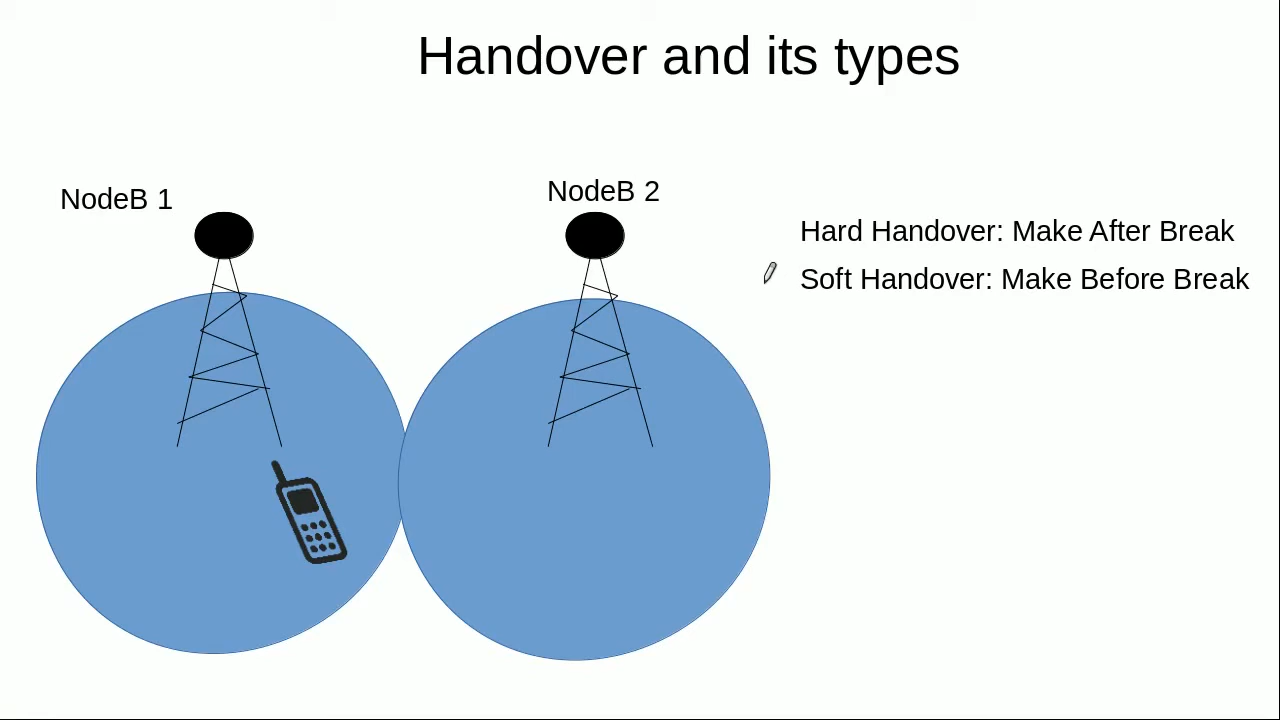 Handover and its types
NodeB 1
NodeB 2
Hard Handover: Make After Break
Soft Handover: Make Before Break